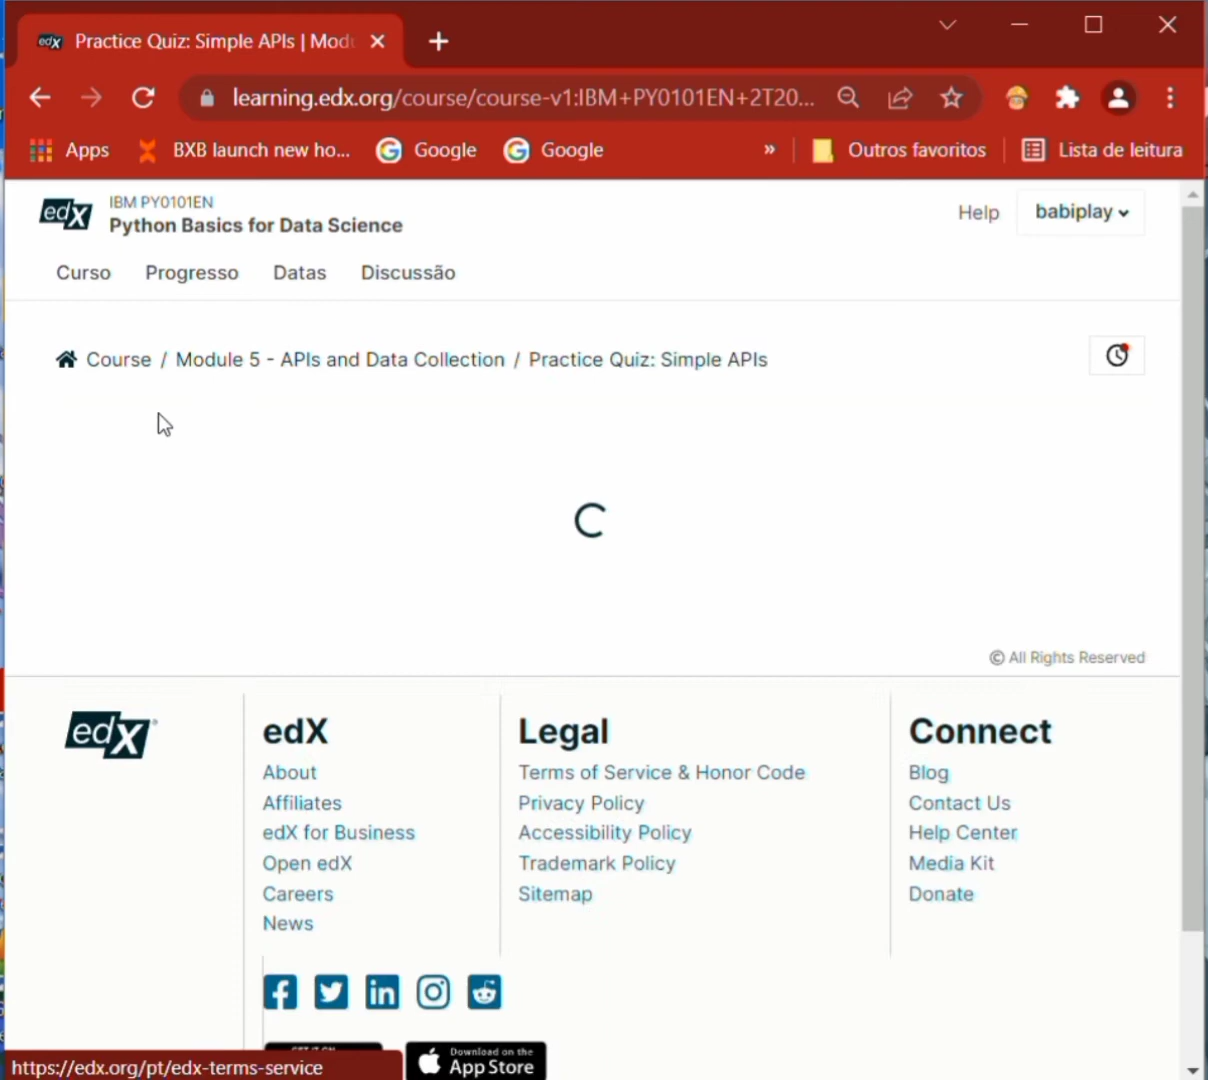 edX Practice Quiz: Simple APIs | Mod
learning.edx.org/course/course-v1:IBM+PY0101EN+2T20...
Apps BXB launch new ho... Google Google » Outros favoritos Lista de leitura
edX IBM PY0101EN
Python Basics for Data Science
Help babiplay
Curso Progresso Datas Discussão
Course / Module 5 - APIs and Data Collection / Practice Quiz: Simple APIs
© All Rights Reserved
edX
edX
About
Affiliates
edX for Business
Open edX
Careers
News
Legal
Terms of Service & Honor Code
Privacy Policy
Accessibility Policy
Trademark Policy
Sitemap
Connect
Blog
Contact Us
Help Center
Media Kit
Donate
Download on the
App Store
https://edx.org/pt/edx-terms-service